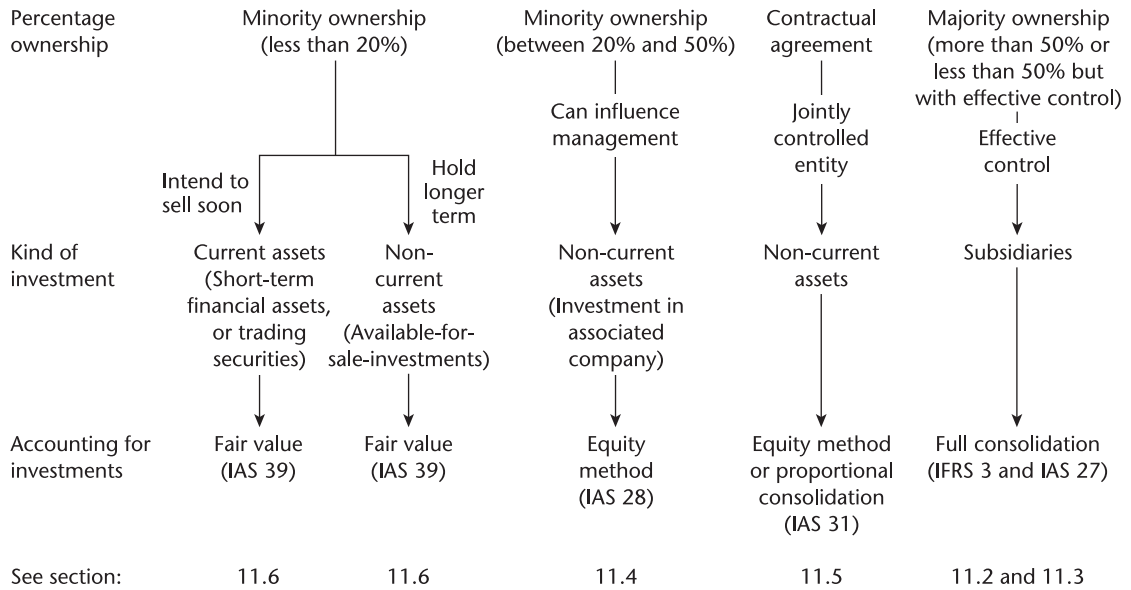 Percentage
ownership
Minority ownership
(less than 20%)
Minority ownership
(between 20% and 50%)
Contractual
agreement
Majority ownership
(more than 50% or
less than 50% but
with effective control)
Can influence
management
Jointly
controlled
entity
Effective
control
Intend to
sell soon
Hold
longer
term
Kind of
investment
Current assets
(Short-term
financial assets,
or trading
securities)
Non-
current
assets
(Available-for-
sale-investments)
Non-current
assets
(Investment in
associated
company)
Non-current
assets
Subsidiaries
Accounting for
investments
Fair value
(IAS 39)
Fair value
(IAS 39)
Equity
method
(IAS 28)
Equity method
or proportional
consolidation
(IAS 31)
Full consolidation
(IFRS 3 and IAS 27)
See section:
11.6
11.6
11.4
11.5
11.2 and 11.3